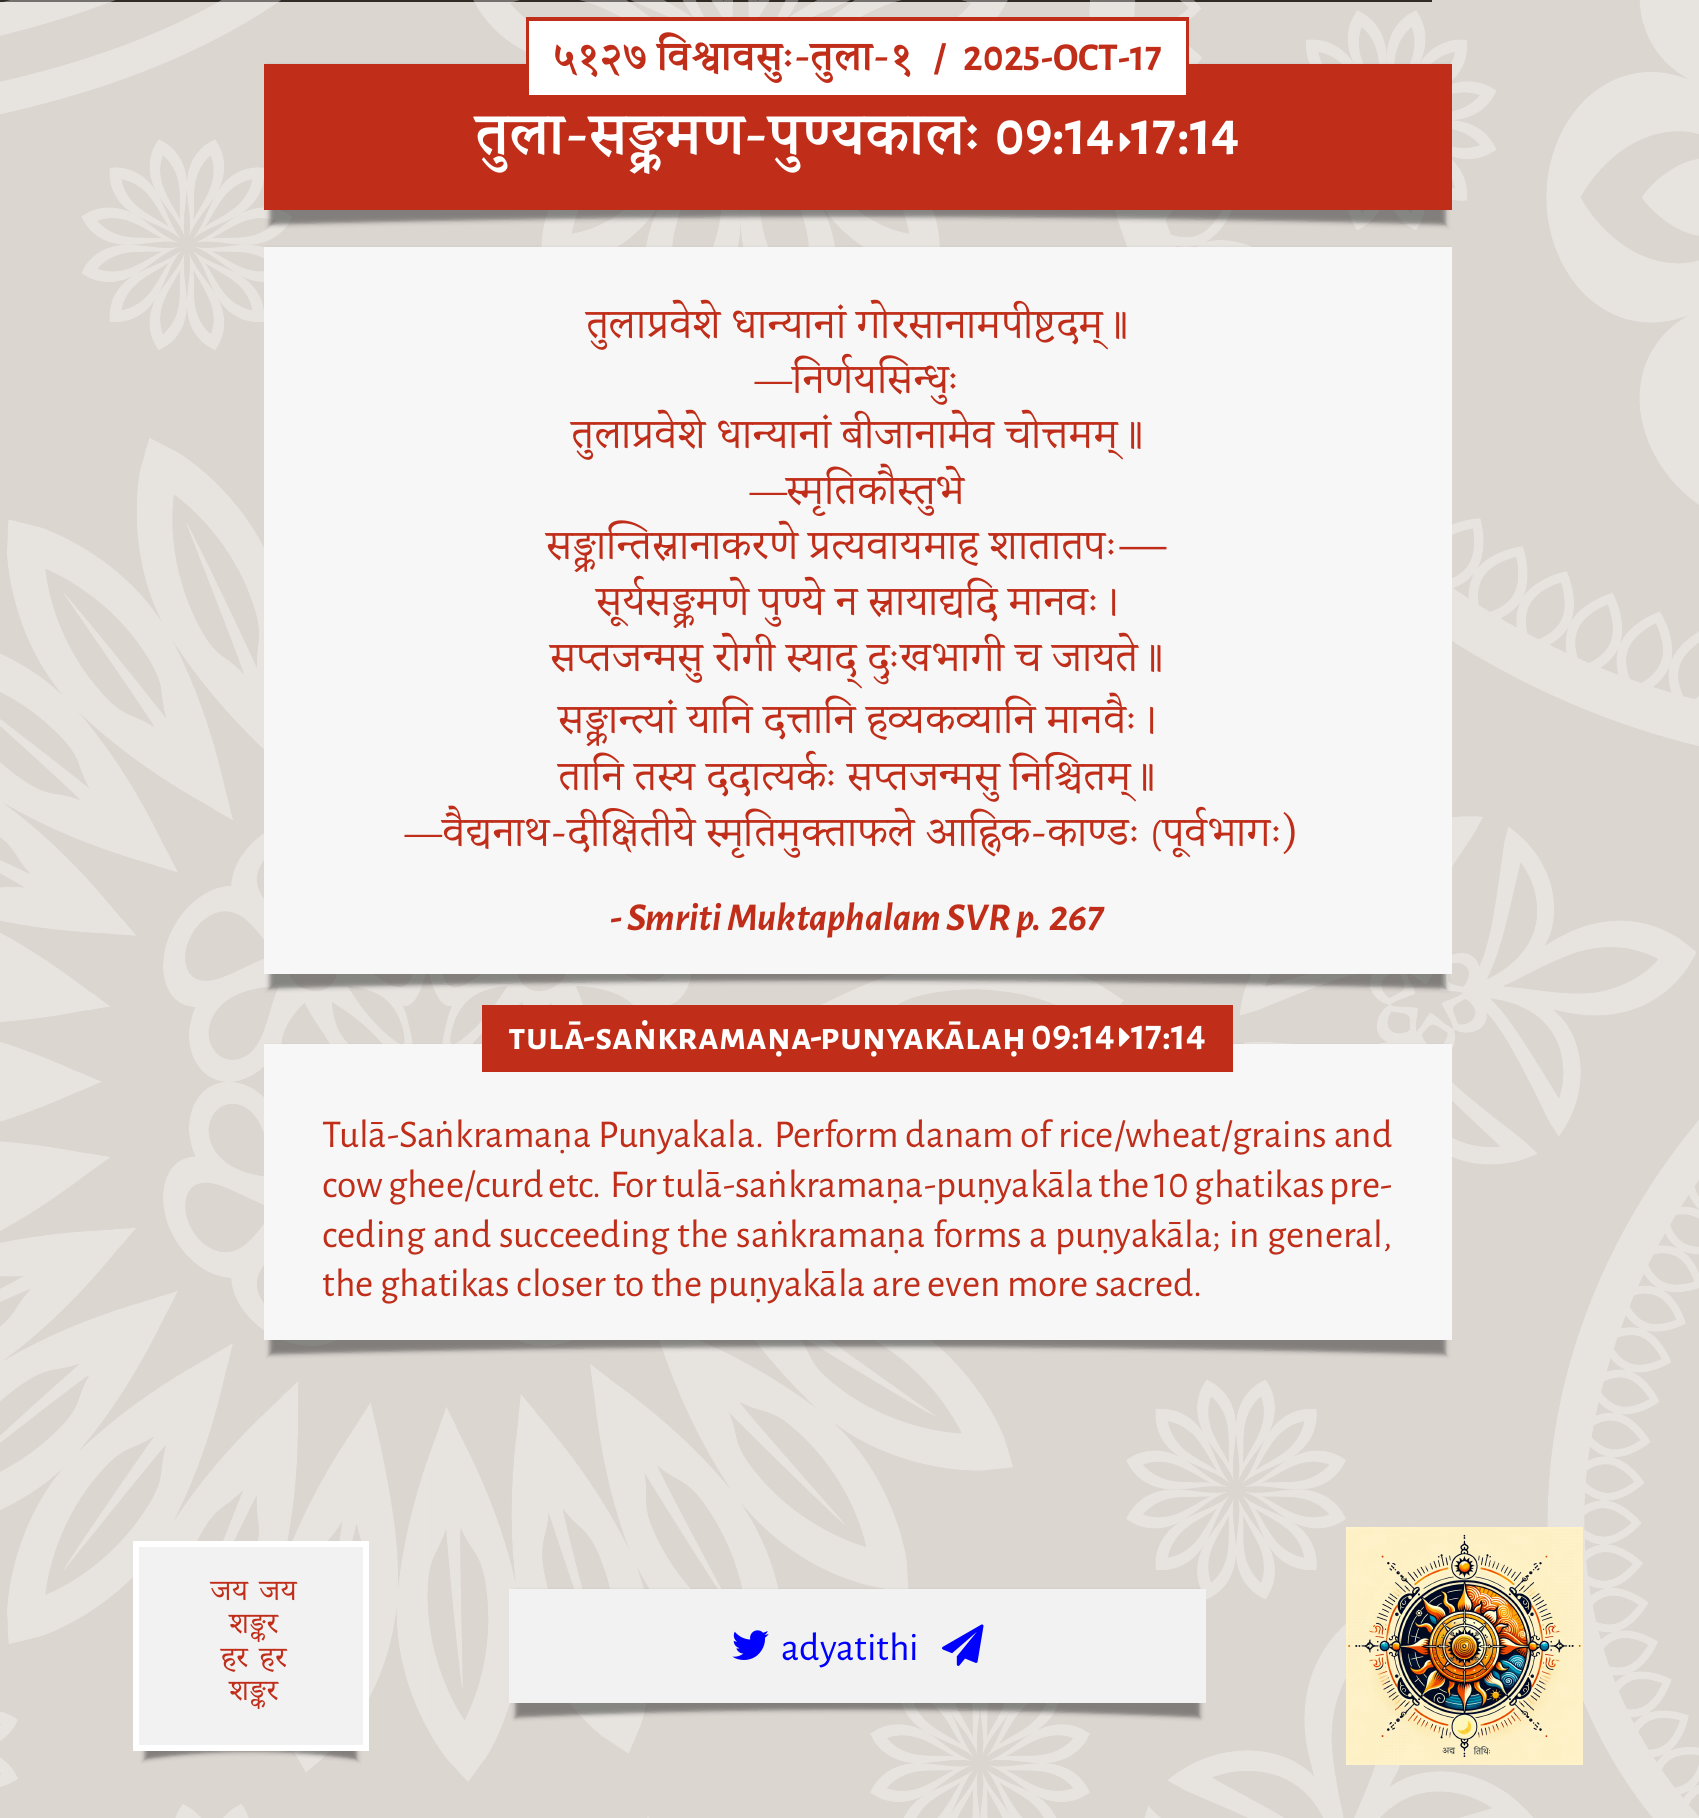 ५१२७ विश्वावसुः-तुला-१ / 2025-OCT-17
तुला-सङ्क्रमण-पुण्यकालः 09:14▸17:14
तुलाप्रवेशे धान्यानां गोरसानामपीष्टदम्॥
—निर्णयसिन्धुः
तुलाप्रवेशे धान्यानां बीजानामेव चोत्तमम्॥
—स्मृतिकौस्तुभे
सङ्क्रान्तिस्नानाकरणे प्रत्यवायमाह शातातपः—
सूर्यसङ्क्रमणे पुण्ये न स्नायाद्यदि मानवः।
सप्तजन्मसु रोगी स्याद् दुःखभागी च जायते॥
सङ्क्रान्त्यां यानि दत्तानि हव्यकव्यानि मानवैः।
तानि तस्य ददात्यर्कः सप्तजन्मसु निश्चितम्॥
—वैद्यनाथ-दीक्षितीये स्मृतिमुक्ताफले आह्निक-काण्डः (पूर्वभागः)
- Smriti Muktaphalam SVR p. 267
TULĀ-SAṄKRAMAṆA-PUṆYAKĀLAḤ 09:14▸17:14
Tulā-Saṅkramaṇa Punyakala. Perform danam of rice/wheat/grains and
cow ghee/curd etc. For tulā-saṅkramaṇa-puṇyakāla the 10 ghatikas pre-
ceding and succeeding the saṅkramaṇa forms a puṇyakāla; in general,
the ghatikas closer to the puṇyakāla are even more sacred.
जय जय
शङ्कर
हर हर
शङ्कर
adyatithi
अद्य तिथिः